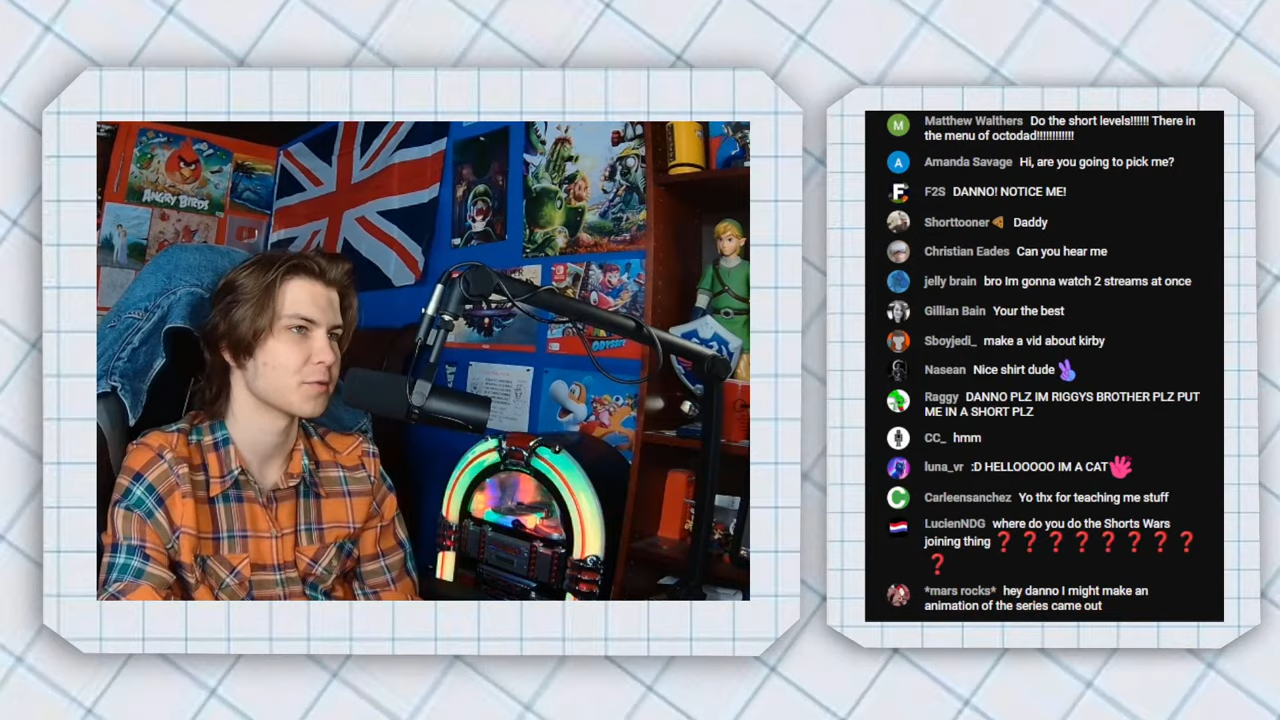 ANGRY BIRDS
ODYSSEY
Matthew Walthers Do the short levels!!!!!! There in
the menu of octodad!!!!!!!!!!!!
Amanda Savage Hi, are you going to pick me?
F2S DANNO! NOTICE ME!
Shorttooner Daddy
Christian Eades Can you hear me
jelly brain bro Im gonna watch 2 streams at once
Gillian Bain Your the best
Sboyjedi_ make a vid about kirby
Nasean Nice shirt dude
Raggy DANNO PLZ IM RIGGYS BROTHER PLZ PUT
ME IN A SHORT PLZ
CC_ hmm
luna_vr :D HELLOOOOO IM A CAT
Carleensanchez Yo thx for teaching me stuff
LucienNDG where do you do the Shorts Wars
joining thing ❓❓❓❓❓❓❓❓
❓
*mars rocks* hey danno I might make an
animation of the series came out